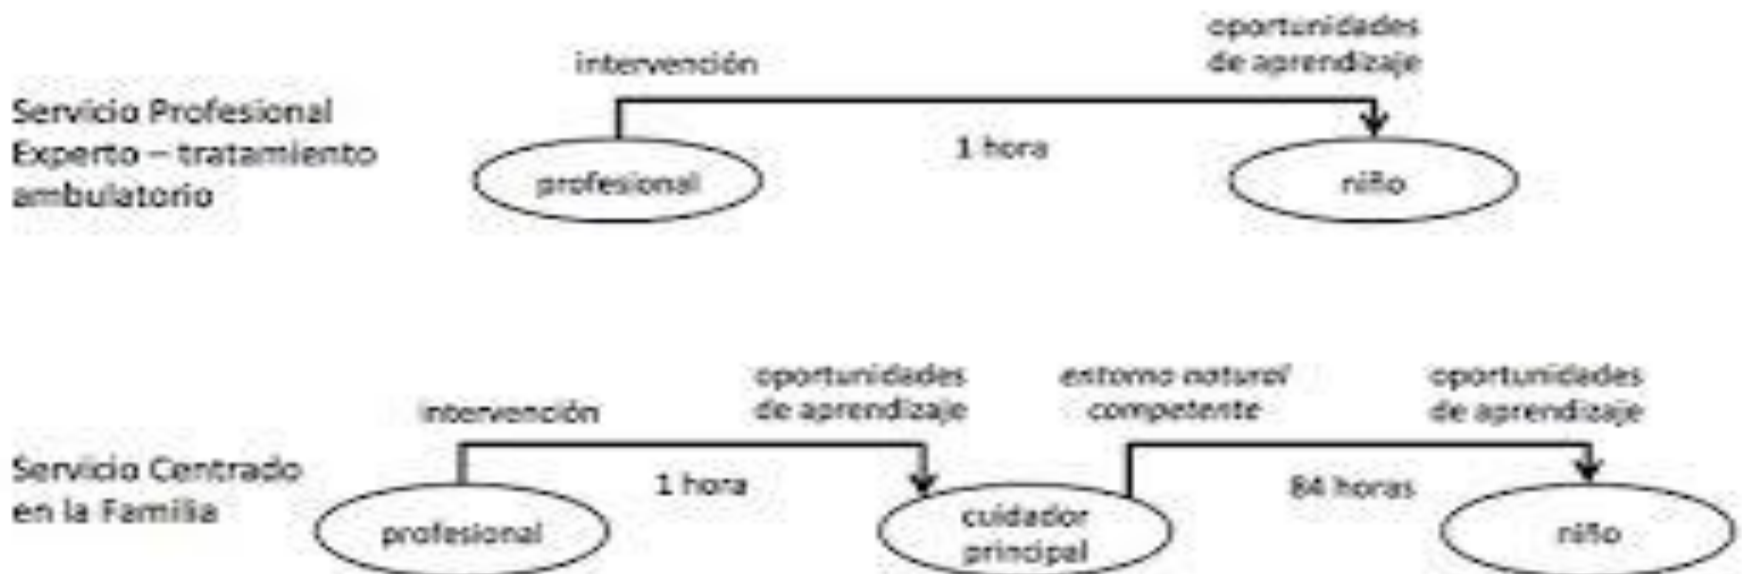 oportunidades
intervención
de aprendizaje
Servicio Profesional
Experto – tratamiento
ambulatorio
1 hora
profesional
niño
oportunidades
entorno natural
oportunidades
intervención
de aprendizaje
competente
de aprendizaje
Servicio Centrado
en la Familia
1 hora
84 horas
profesional
cuidador
principal
niño